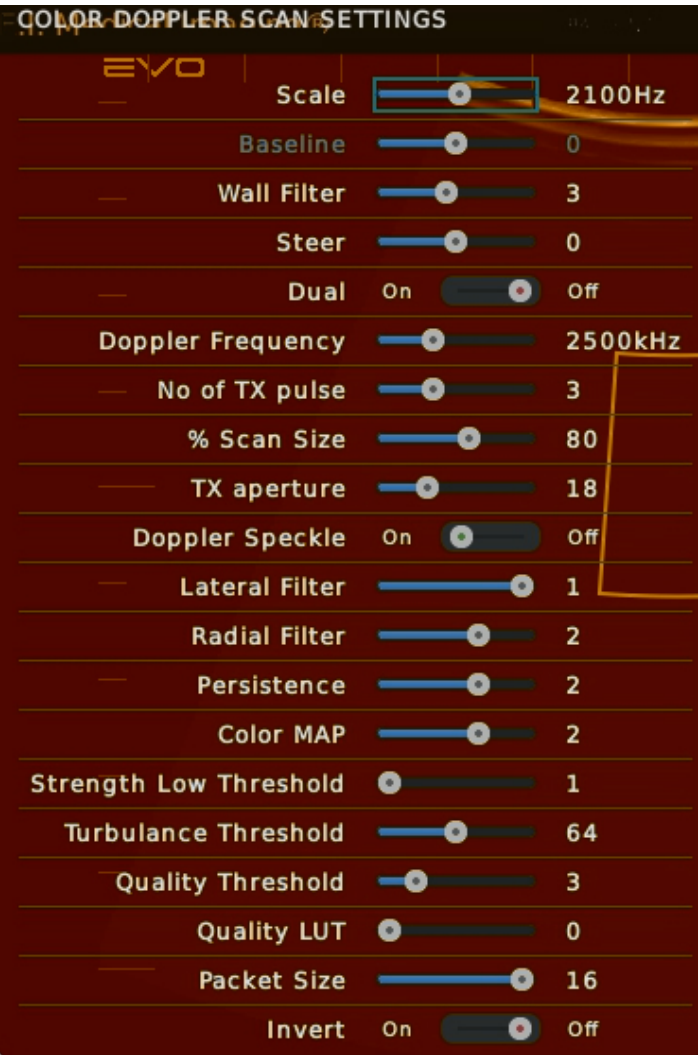 COLOR DOPPLER SCAN SETTINGS
EVO
Scale 2100Hz
Baseline 0
Wall Filter 3
Steer 0
Dual On Off
Doppler Frequency 2500kHz
No of TX pulse 3
% Scan Size 80
TX aperture 18
Doppler Speckle On Off
Lateral Filter 1
Radial Filter 2
Persistence 2
Color MAP 2
Strength Low Threshold 1
Turbulance Threshold 64
Quality Threshold 3
Quality LUT 0
Packet Size 16
Invert On Off